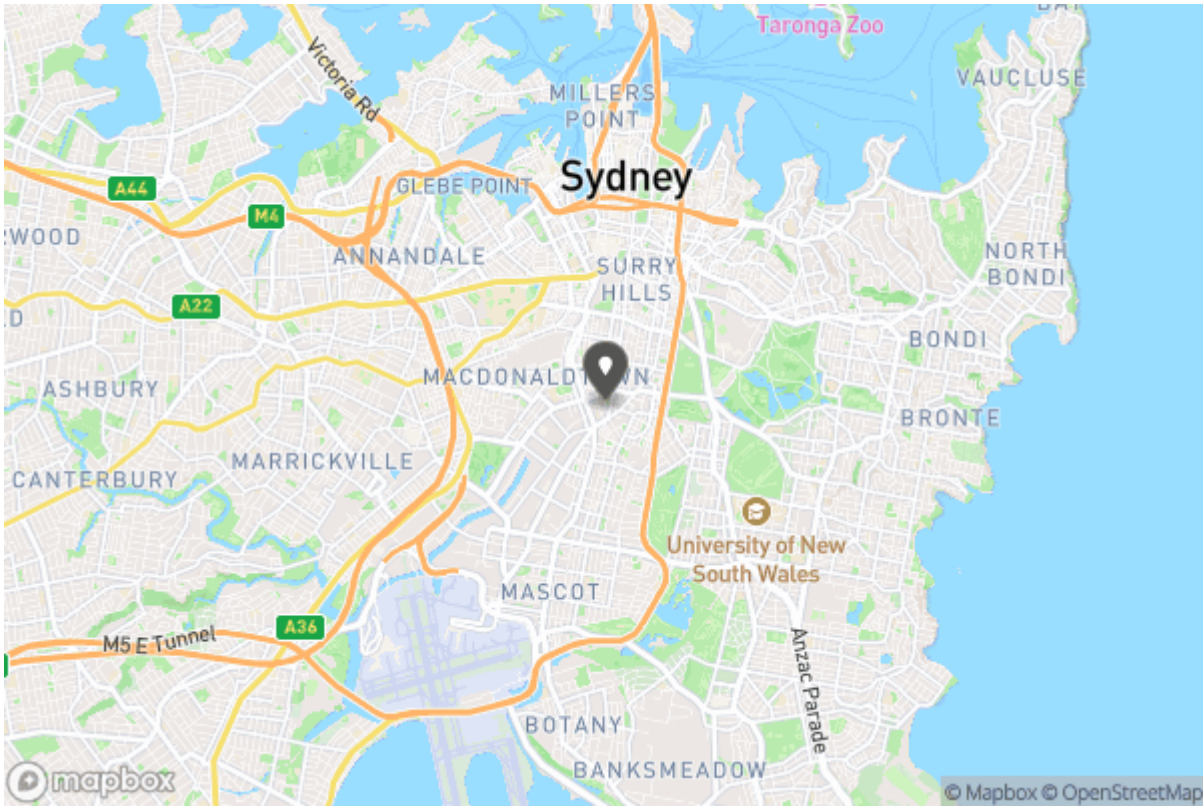 Taronga Zoo
Victoria Rd
VAUCLUSE
MILLERS
POINT
Sydney
A44
GLEBE POINT
M4
ANNANDALE
NORTH
BONDI
SURRY
HILLS
A22
BONDI
MACDONALDTOWN
ASHBURY
BRONTE
MARRICKVILLE
CANTERBURY
University of New
South Wales
MASCOT
A36
M5 E Tunnel
Anzac Parade
BOTANY
BANKSMEADOW
mapbox
© Mapbox © OpenStreetMap